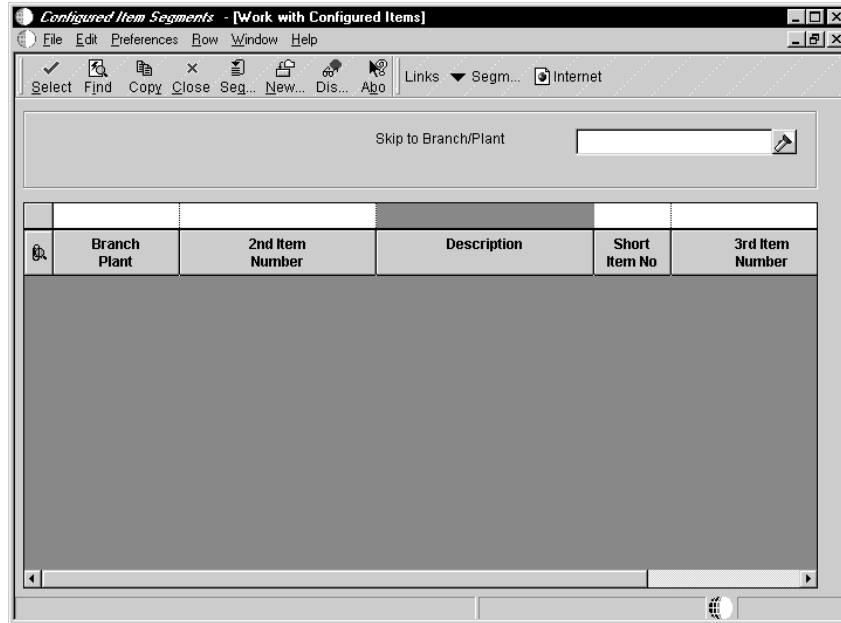 Configured Item Segments - [Work with Configured Items]
File Edit Preferences Row Window Help
Select Find Copy Close Seg... New... Dis... Abo Links Segm... Internet
Skip to Branch/Plant
Branch Plant 2nd Item Number Description Short Item No 3rd Item Number